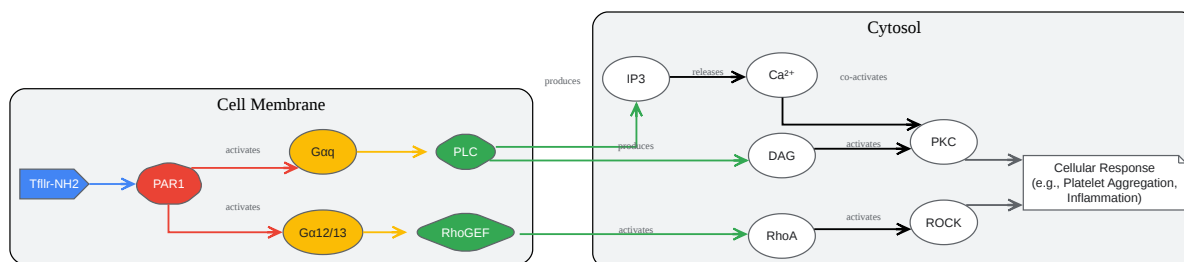 Cytosol
produces
IP3
releases
Ca²⁺
co-activates
Cell Membrane
activates
Gαq
PLC
produces
DAG
activates
PKC
Tfllr-NH2
PAR1
Cellular Response
(e.g., Platelet Aggregation,
Inflammation)
activates
Gα12/13
RhoGEF
activates
RhoA
activates
ROCK